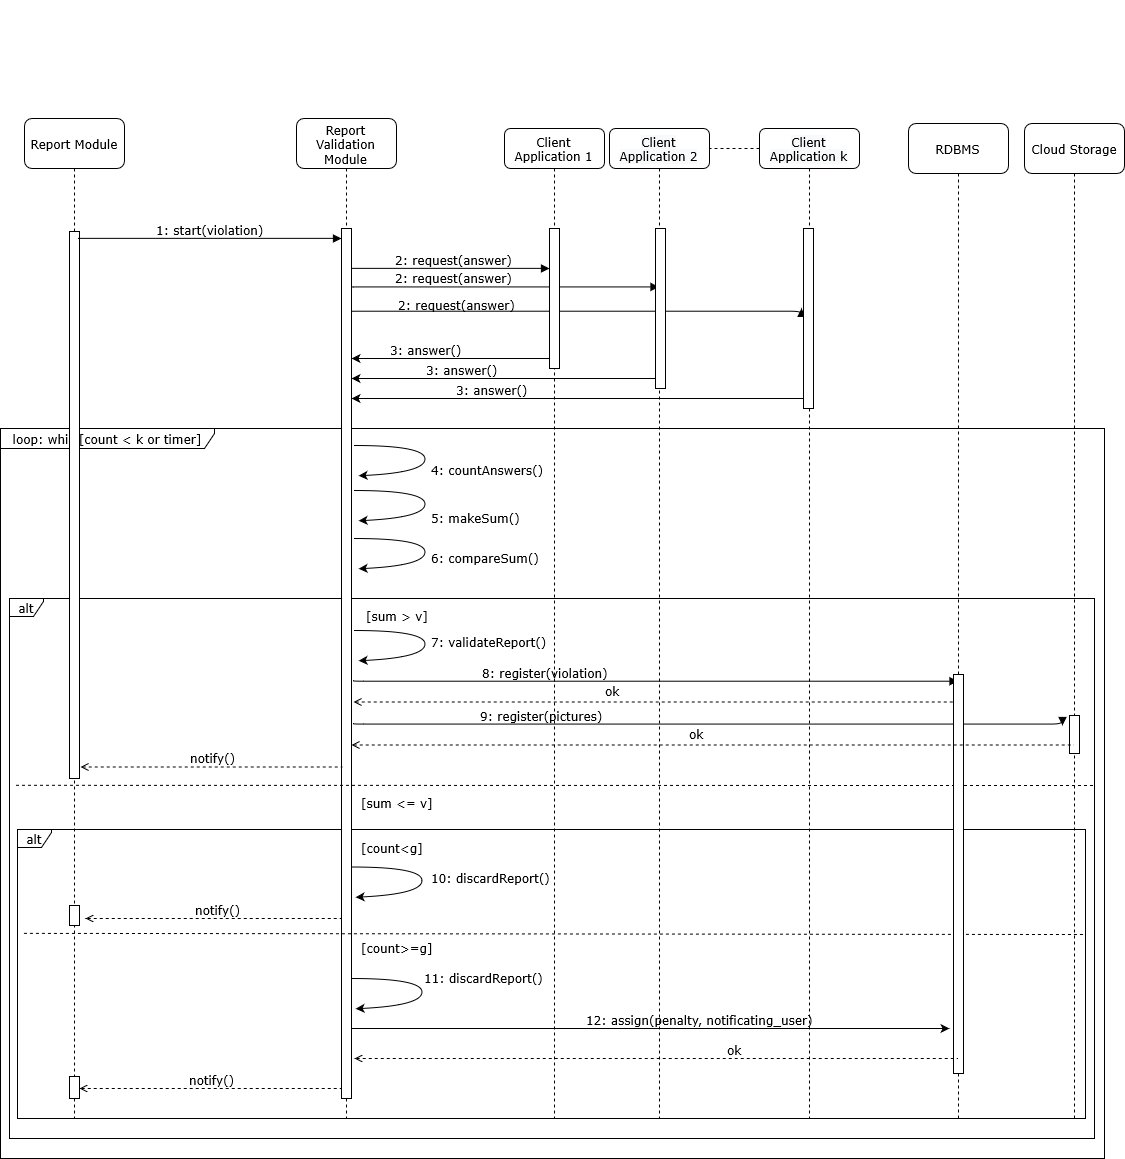 Report Module
Report
Validation
Module
Client
Application 1
Client
Application 2
Client
Application k
RDBMS
Cloud Storage
1: start(violation)
2: request(answer)
2: request(answer)
2: request(answer)
3: answer()
3: answer()
3: answer()
loop: whi [count < k or timer]
4: countAnswers()
5: makeSum()
6: compareSum()
alt
[sum > v]
7: validateReport()
8: register(violation)
ok
9: register(pictures)
ok
notify()
[sum <= v]
alt
[count<g]
10: discardReport()
notify()
[count>=g]
11: discardReport()
12: assign(penalty, notificating_user)
ok
notify()